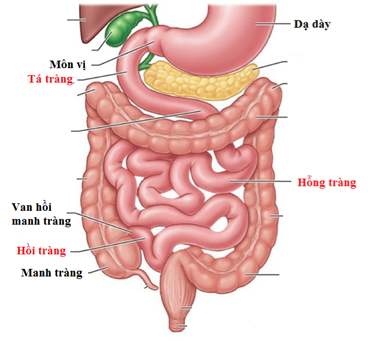 Dạ dày
Môn vị
Tá tràng
Hỗng tràng
Van hồi
manh tràng
Hồi tràng
Manh tràng